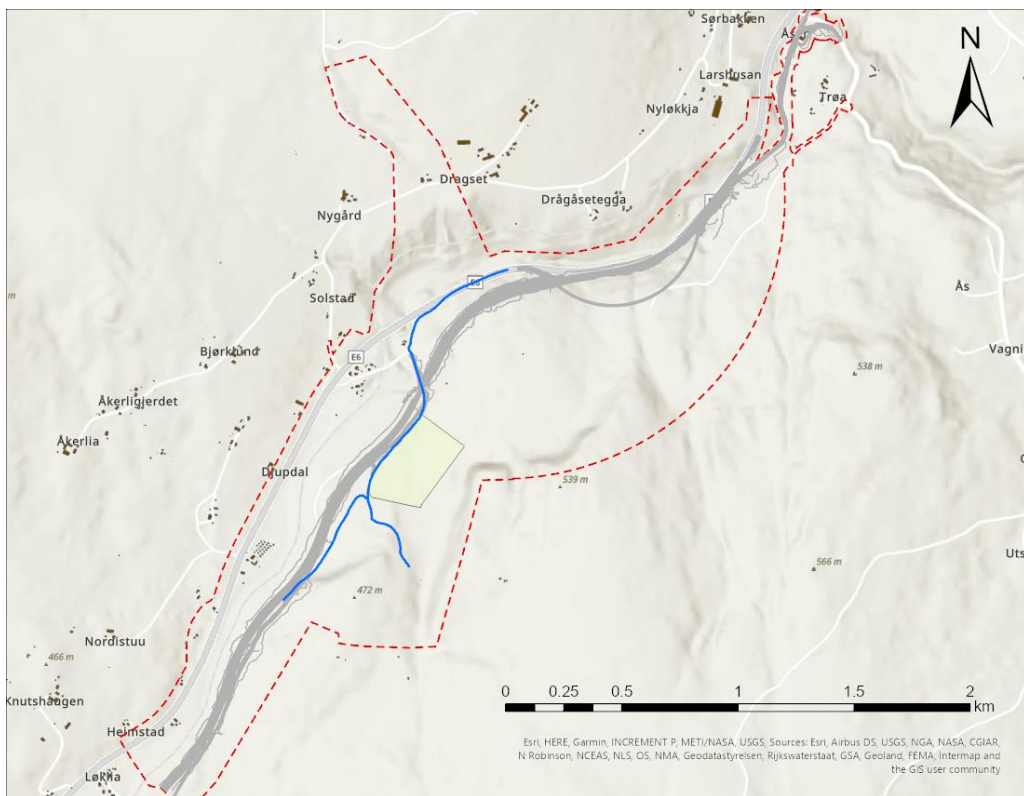 Sørbakken
Larshusan
Trøa
Nyløkkja
N
Dragset
Drågåsetegga
Nygård
E6
Solstad
Ås
m
E6
Bjørklund
Vagni
538 m
Åkerligjerdet
Åkerlia
Djupdal
539 m
566 m
Uts
472 m
Nordistuu
466 m
Knutshaugen
Heimstad
Løklia
0 0.25 0.5 1 1.5 2
km
Esri, HERE, Garmin, INCREMENT P, METI/NASA, USGS, Sources: Esri, Airbus DS, USGS, NGA, NASA, CGIAR,
N Robinson, NCEAS, NLS, OS, NMA, Geodatastyrelsen, Rijkswaterstaat, GSA, Geoland, FEMA, Intermap and
the GIS user community